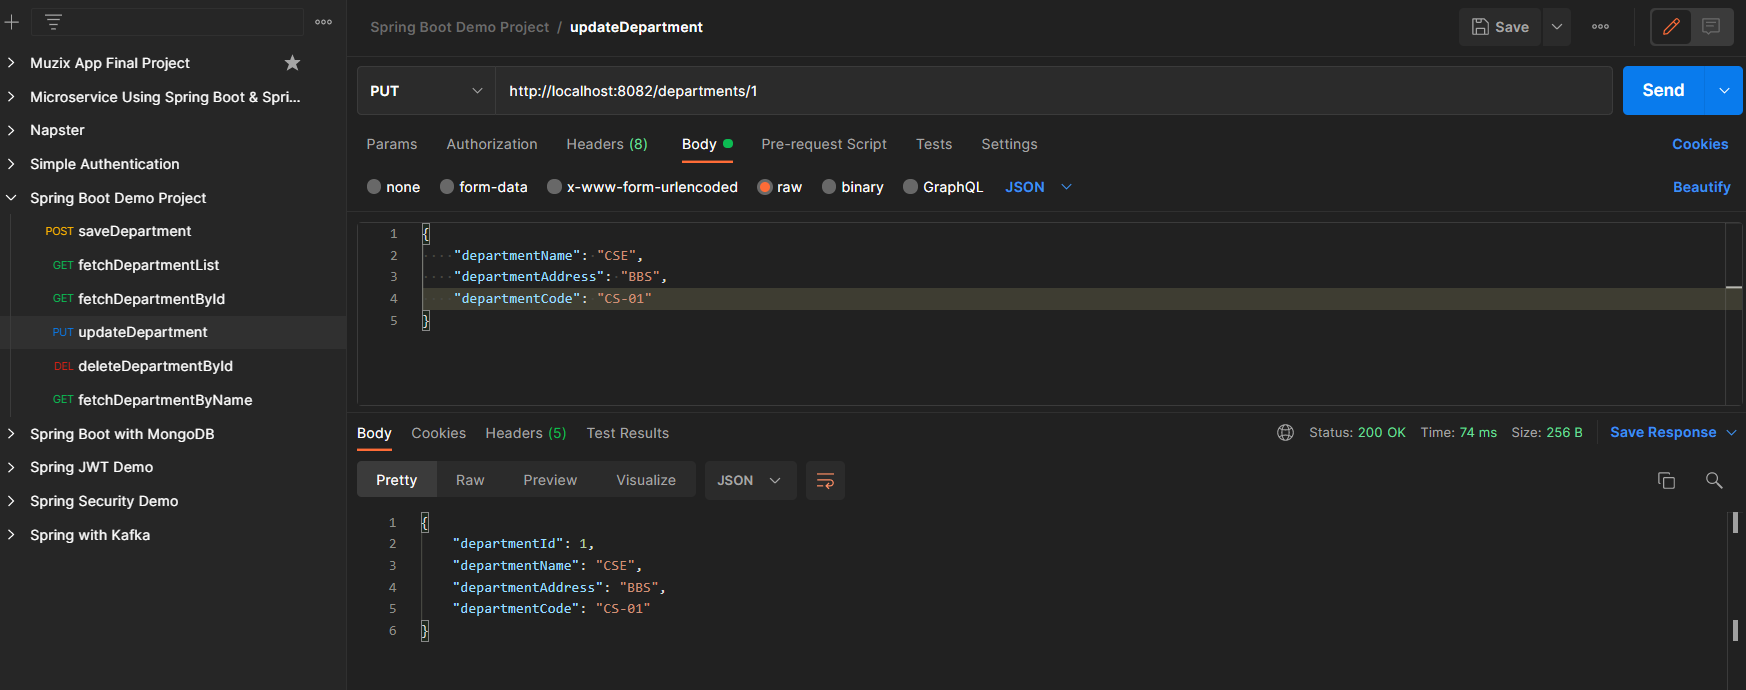 Muzix App Final Project
Microservice Using Spring Boot & Spri...
Napster
Simple Authentication
Spring Boot Demo Project
POST saveDepartment
GET fetchDepartmentList
GET fetchDepartmentById
PUT updateDepartment
DEL deleteDepartmentById
GET fetchDepartmentByName
Spring Boot with MongoDB
Spring JWT Demo
Spring Security Demo
Spring with Kafka
Spring Boot Demo Project / updateDepartment
Save
PUT http://localhost:8082/departments/1 Send
Params Authorization Headers (8) Body Pre-request Script Tests Settings Cookies
none form-data x-www-form-urlencoded raw binary GraphQL JSON Beautify
1 {
2 "departmentName": "CSE",
3 "departmentAddress": "BBS",
4 "departmentCode": "CS-01"
5 }
Body Cookies Headers (5) Test Results Status: 200 OK Time: 74 ms Size: 256 B Save Response
Pretty Raw Preview Visualize JSON
1 {
2 "departmentId": 1,
3 "departmentName": "CSE",
4 "departmentAddress": "BBS",
5 "departmentCode": "CS-01"
6 }